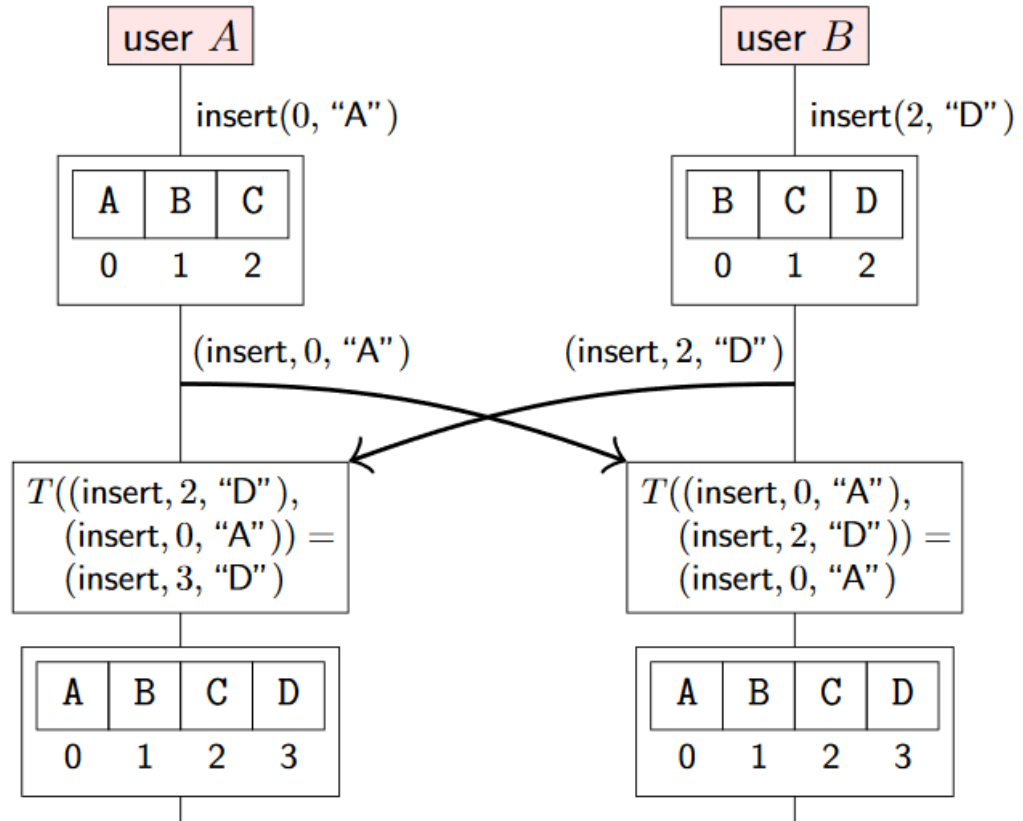 user A
user B
insert(0, “A”)
insert(2, “D”)
A B C
0 1 2
B C D
0 1 2
(insert, 0, “A”)
(insert, 2, “D”)
T((insert, 2, “D”),
(insert, 0, “A”)) =
(insert, 3, “D”)
T((insert, 0, “A”),
(insert, 2, “D”)) =
(insert, 0, “A”)
A B C D
0 1 2 3
A B C D
0 1 2 3